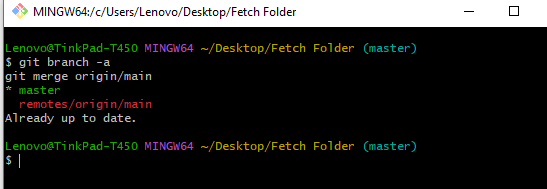 MINGW64:/c/Users/Lenovo/Desktop/Fetch Folder
Lenovo@TinkPad-T450 MINGW64 ~/Desktop/Fetch Folder (master)
$ git branch -a
git merge origin/main
* master
  remotes/origin/main
Already up to date.
Lenovo@TinkPad-T450 MINGW64 ~/Desktop/Fetch Folder (master)
$